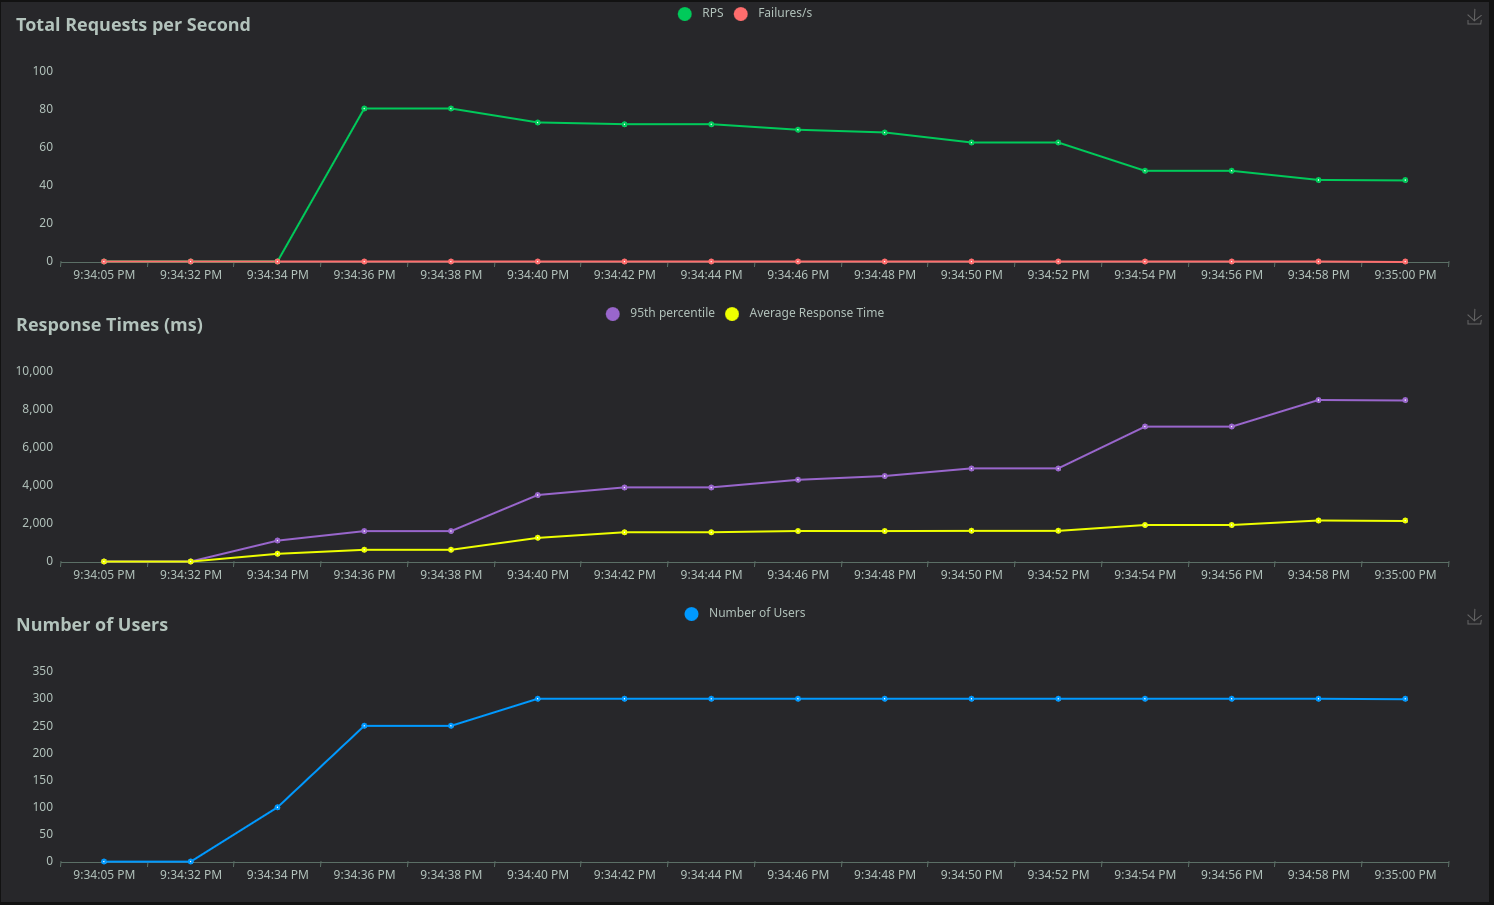 Total Requests per Second
RPS Failures/s
100
80
60
40
20
0
9:34:05 PM 9:34:32 PM 9:34:34 PM 9:34:36 PM 9:34:38 PM 9:34:40 PM 9:34:42 PM 9:34:44 PM 9:34:46 PM 9:34:48 PM 9:34:50 PM 9:34:52 PM 9:34:54 PM 9:34:56 PM 9:34:58 PM 9:35:00 PM
Response Times (ms)
95th percentile Average Response Time
10,000
8,000
6,000
4,000
2,000
0
9:34:05 PM 9:34:32 PM 9:34:34 PM 9:34:36 PM 9:34:38 PM 9:34:40 PM 9:34:42 PM 9:34:44 PM 9:34:46 PM 9:34:48 PM 9:34:50 PM 9:34:52 PM 9:34:54 PM 9:34:56 PM 9:34:58 PM 9:35:00 PM
Number of Users
Number of Users
350
300
250
200
150
100
50
0
9:34:05 PM 9:34:32 PM 9:34:34 PM 9:34:36 PM 9:34:38 PM 9:34:40 PM 9:34:42 PM 9:34:44 PM 9:34:46 PM 9:34:48 PM 9:34:50 PM 9:34:52 PM 9:34:54 PM 9:34:56 PM 9:34:58 PM 9:35:00 PM